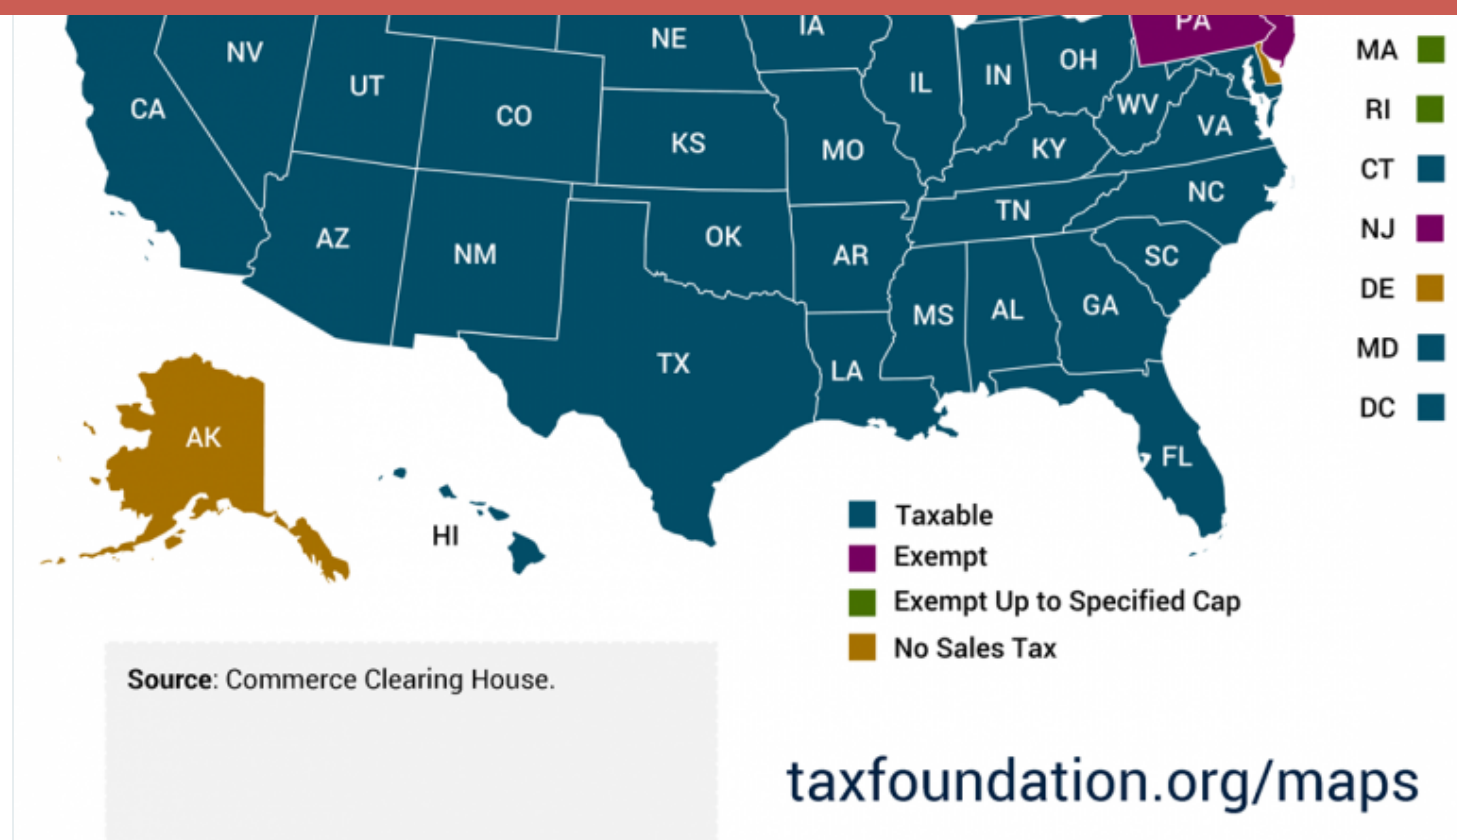 IA
PA
NE
NV
OH
MA
IN
UT
IL
CA
WV
RI
CO
VA
KS
MO
KY
CT
NC
TN
NJ
AZ
OK
NM
AR
SC
DE
GA
AL
MS
MD
TX
LA
DC
AK
FL
HI
Taxable
Exempt
Exempt Up to Specified Cap
No Sales Tax
Source: Commerce Clearing House.
taxfoundation.org/maps